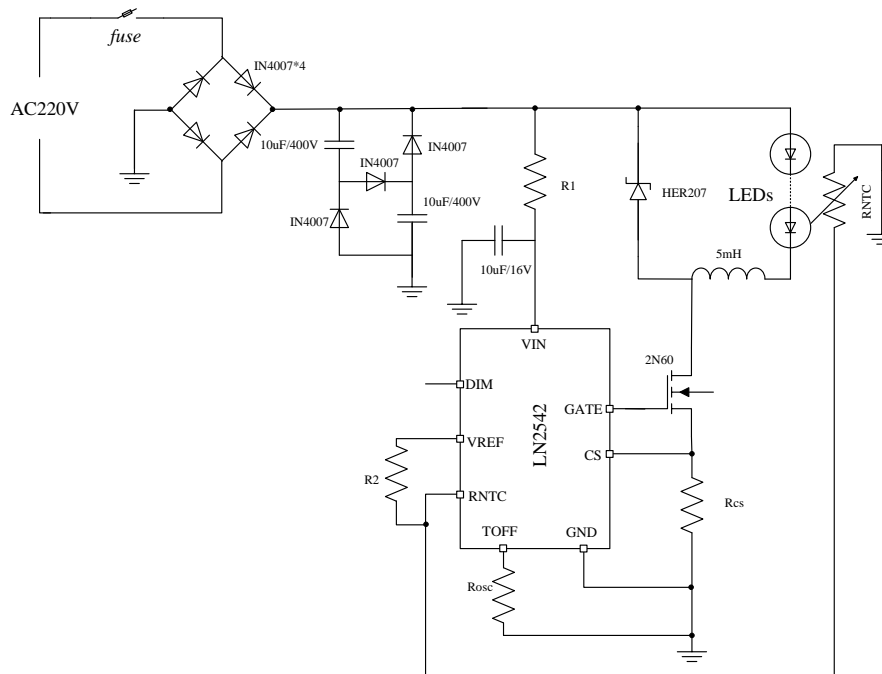 fuse
IN4007*4
AC220V
10uF/400V
IN4007
IN4007
R1
HER207
LEDs
RNTC
10uF/400V
IN4007
5mH
10uF/16V
VIN
2N60
DIM
GATE
LN2542
VREF
CS
R2
RNTC
Rcs
TOFF
GND
Rosc